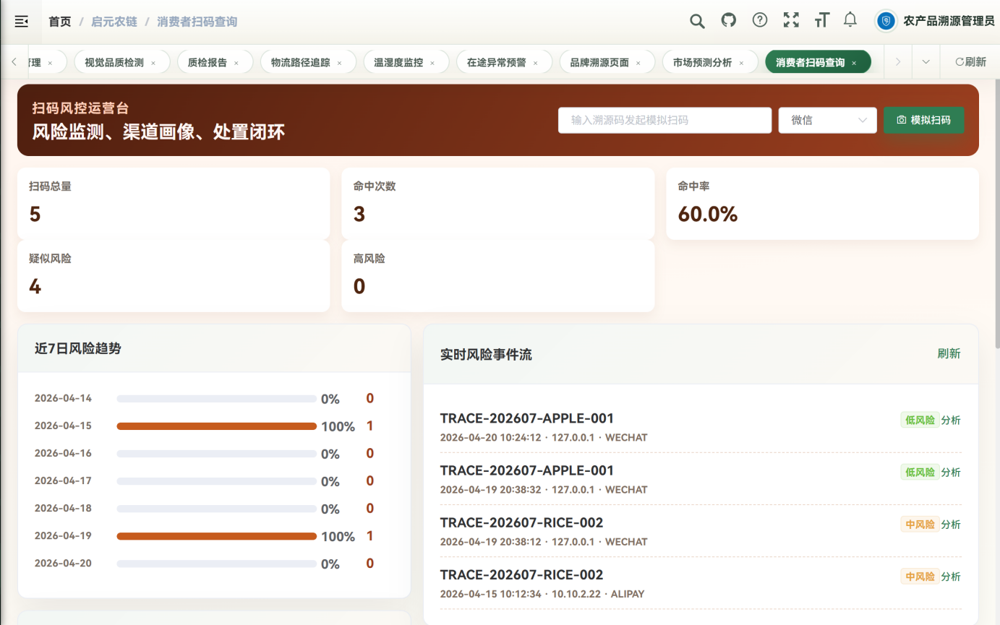 首页 / 启元农链 / 消费者扫码查询
农产品溯源管理员
管理 × 视觉品质检测 × 质检报告 × 物流路径追踪 × 温湿度监控 × 在途异常预警 × 品牌溯源页面 × 市场预测分析 × 消费者扫码查询 × 刷新
扫码风控运营台
风险监测、渠道画像、处置闭环
输入溯源码发起模拟扫码 微信 模拟扫码
扫码总量
5
命中次数
3
命中率
60.0%
疑似风险
4
高风险
0
近7日风险趋势
2026-04-14 0% 0
2026-04-15 100% 1
2026-04-16 0% 0
2026-04-17 0% 0
2026-04-18 0% 0
2026-04-19 100% 1
2026-04-20 0% 0
实时风险事件流 刷新
TRACE-202607-APPLE-001 低风险 分析
2026-04-20 10:24:12 · 127.0.0.1 · WECHAT
TRACE-202607-APPLE-001 低风险 分析
2026-04-19 20:38:32 · 127.0.0.1 · WECHAT
TRACE-202607-RICE-002 中风险 分析
2026-04-19 20:38:12 · 127.0.0.1 · WECHAT
TRACE-202607-RICE-002 中风险 分析
2026-04-15 10:12:34 · 10.10.2.22 · ALIPAY